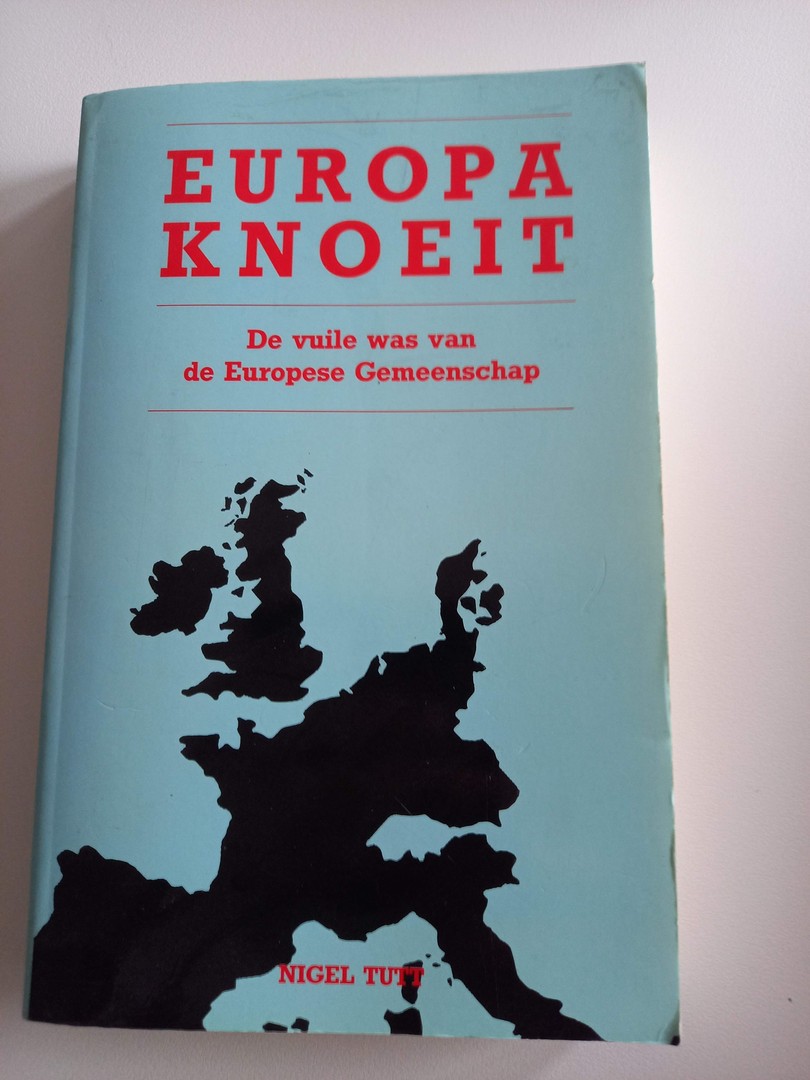 EUROPA
KNOEIT
De vuile was van
de Europese Gemeenschap
NIGEL TUTT